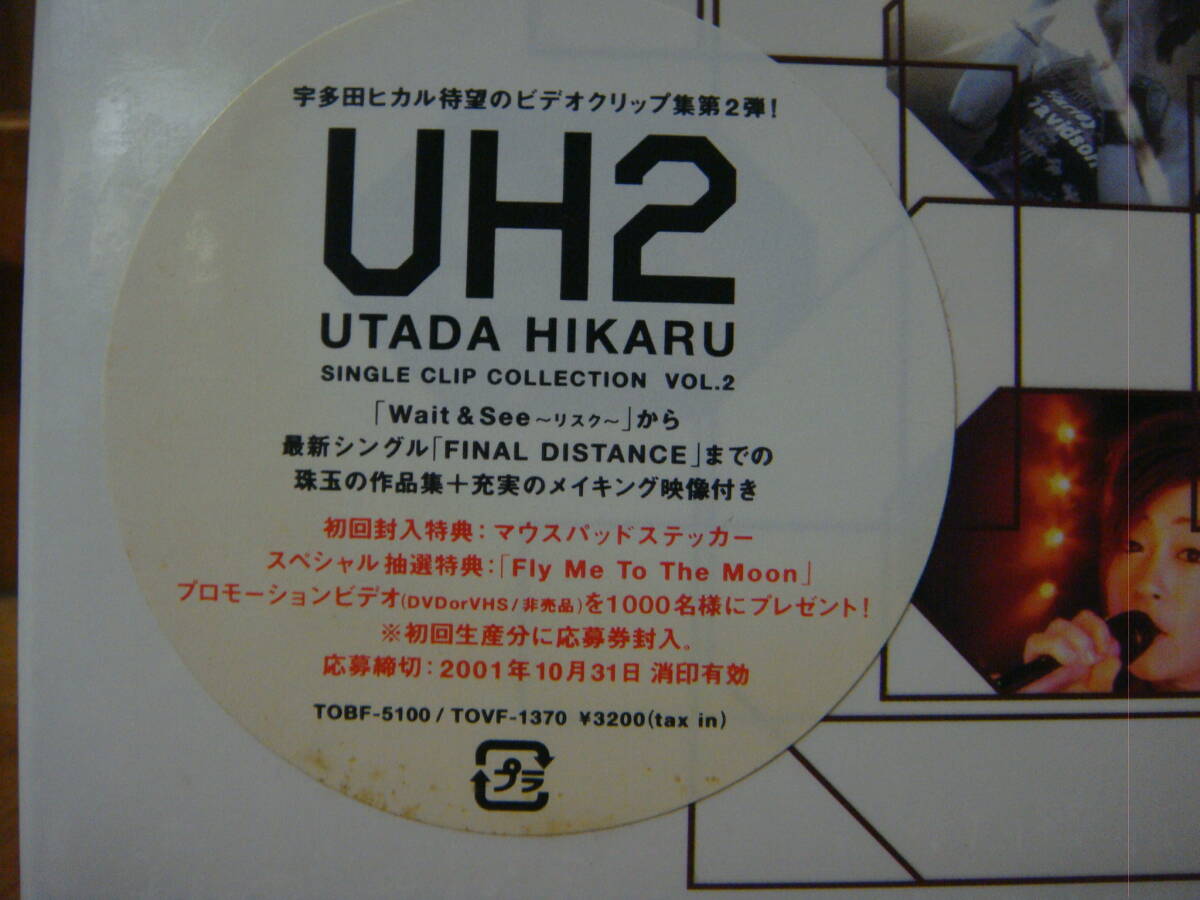 宇多田ヒカル待望のビデオクリップ集第2弾!
UH2
UTADA HIKARU
SINGLE CLIP COLLECTION VOL.2
「Wait & See ~リスク~」から
最新シングル「FINAL DISTANCE」までの
珠玉の作品集+充実のメイキング映像付き
初回封入特典:マウスパッドステッカー
スペシャル抽選特典:「Fly Me To The Moon」
プロモーションビデオ(DVDorVHS/非売品)を1000名様にプレゼント!
※初回生産分に応募券封入。
応募締切:2001年10月31日 消印有効
TOBF-5100 / TOVF-1370 ¥3200(tax in)
プラ
Davidson